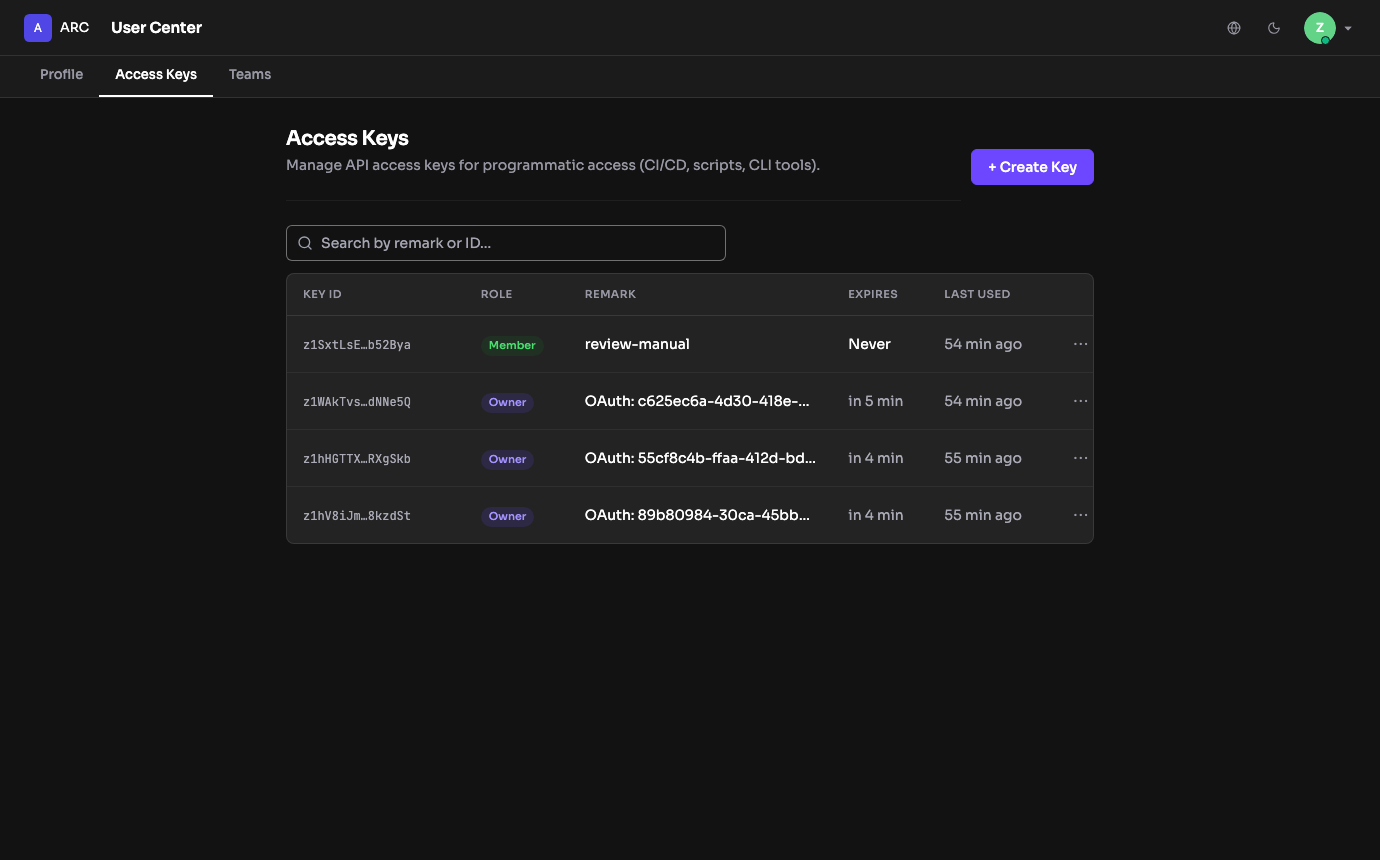 A ARC User Center Z
Profile Access Keys Teams
Access Keys
Manage API access keys for programmatic access (CI/CD, scripts, CLI tools).
+ Create Key
Search by remark or ID...
KEY ID ROLE REMARK EXPIRES LAST USED
z1SxtLsE…b52Bya Member review-manual Never 54 min ago ···
z1WAkTvs…dNNe5Q Owner OAuth: c625ec6a-4d30-418e-... in 5 min 54 min ago ···
z1hHGTTX…RXgSkb Owner OAuth: 55cf8c4b-ffaa-412d-bd... in 4 min 55 min ago ···
z1hV8iJm…8kzdSt Owner OAuth: 89b80984-30ca-45bb... in 4 min 55 min ago ···